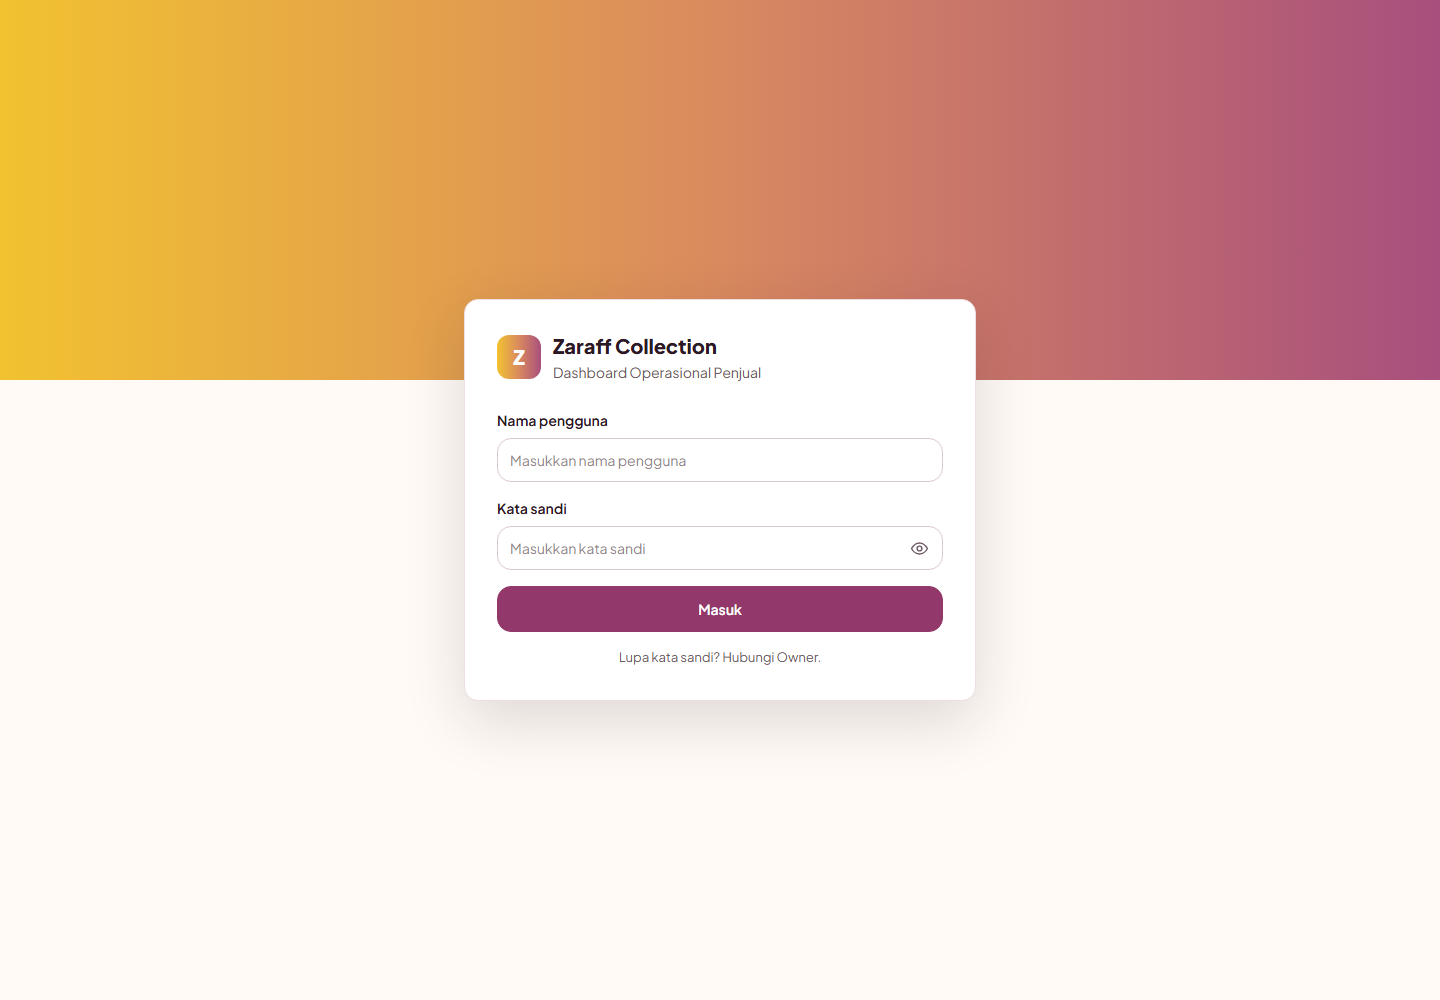 Z
Zaraff Collection
Dashboard Operasional Penjual
Nama pengguna
Masukkan nama pengguna
Kata sandi
Masukkan kata sandi
Masuk
Lupa kata sandi? Hubungi Owner.